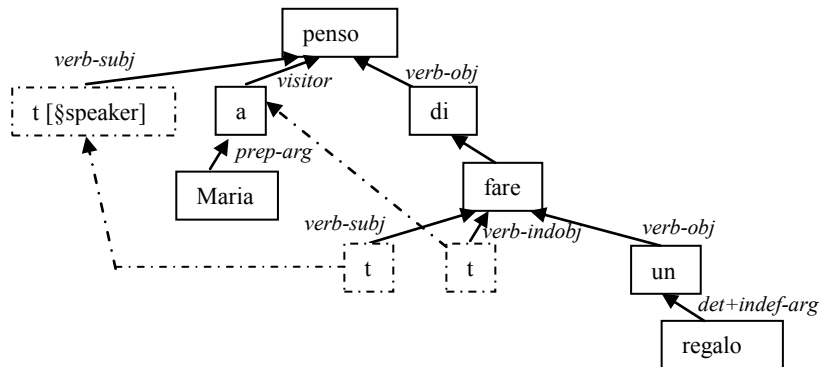 penso
verb-subj
visitor
verb-obj
t [§speaker]
a
di
prep-arg
Maria
fare
verb-subj
verb-indobj
verb-obj
t
t
un
det+indef-arg
regalo